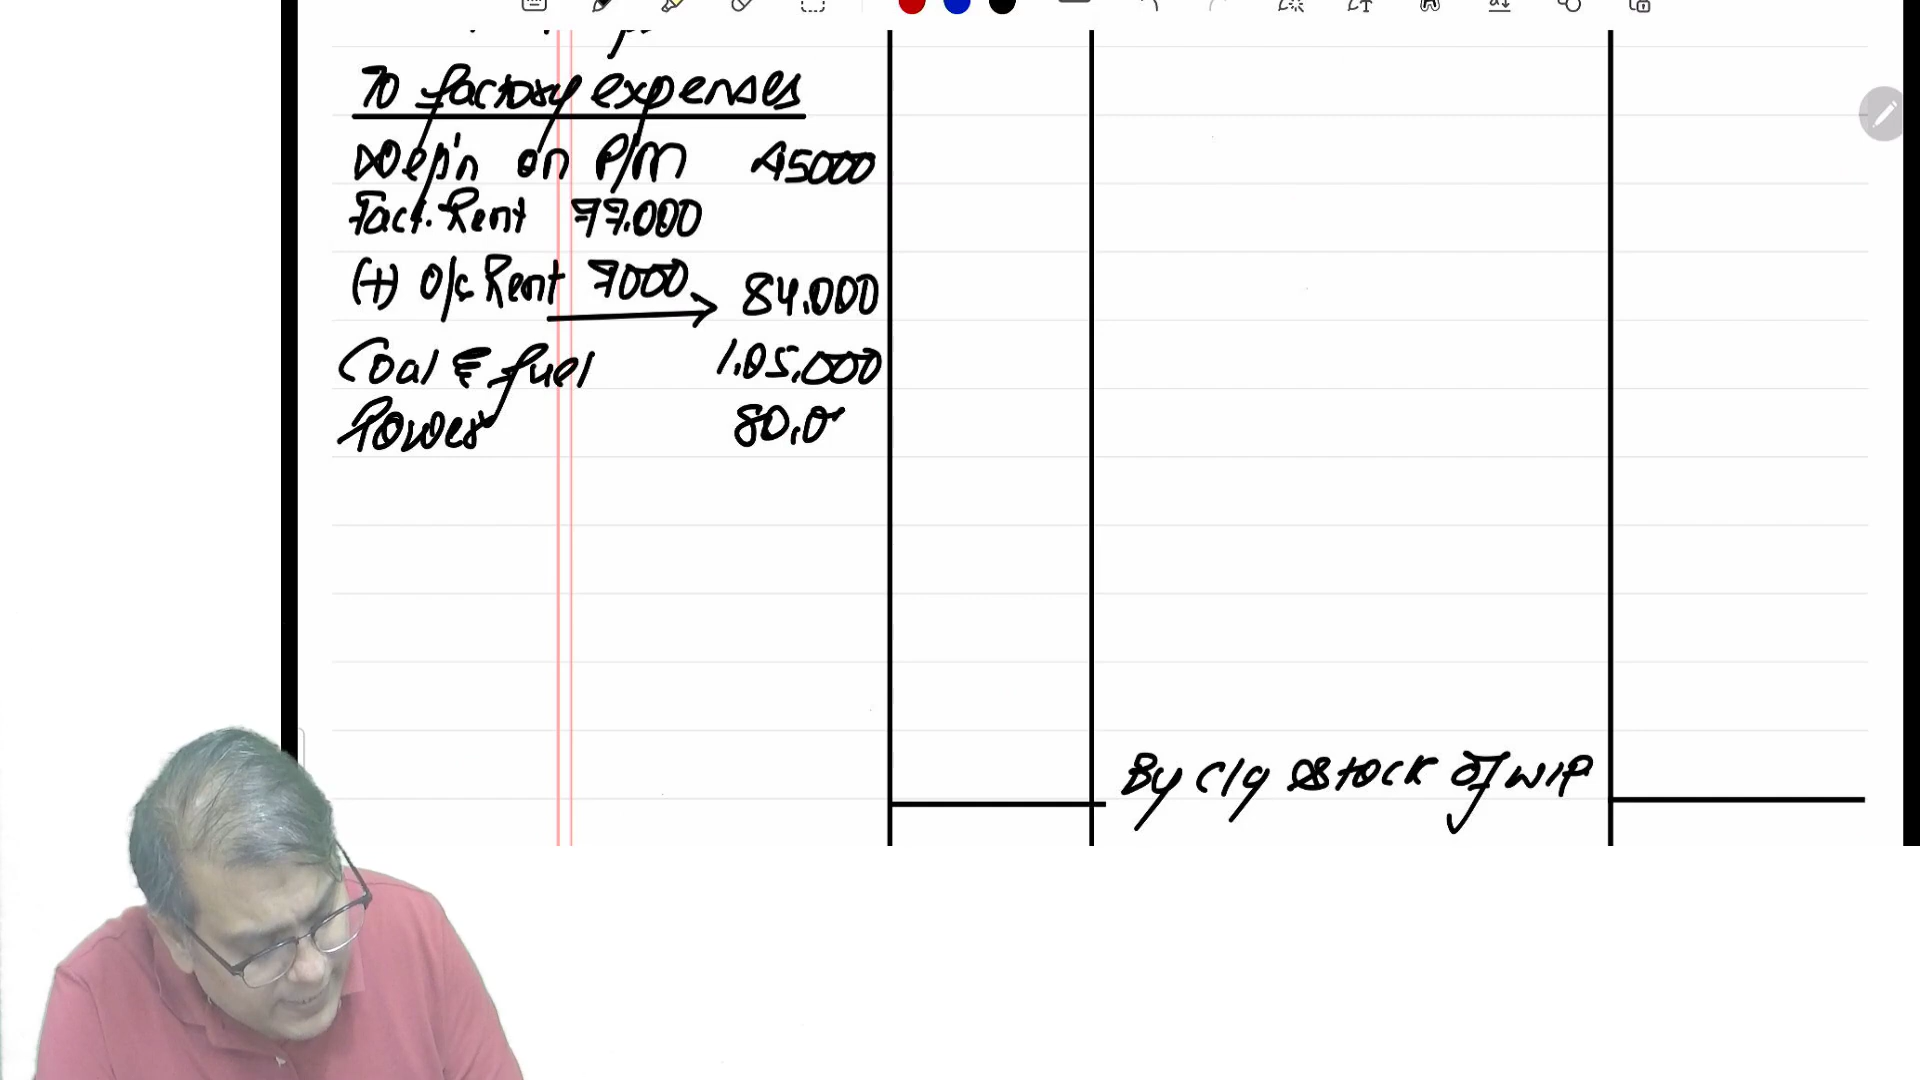 To factory expenses
Dep'n on P/M 45000
Fact. Rent 77.000
(+) O/s Rent 7000 → 84.000
Coal & fuel 1.05.000
Power 80.0
By c/g stock of WIP